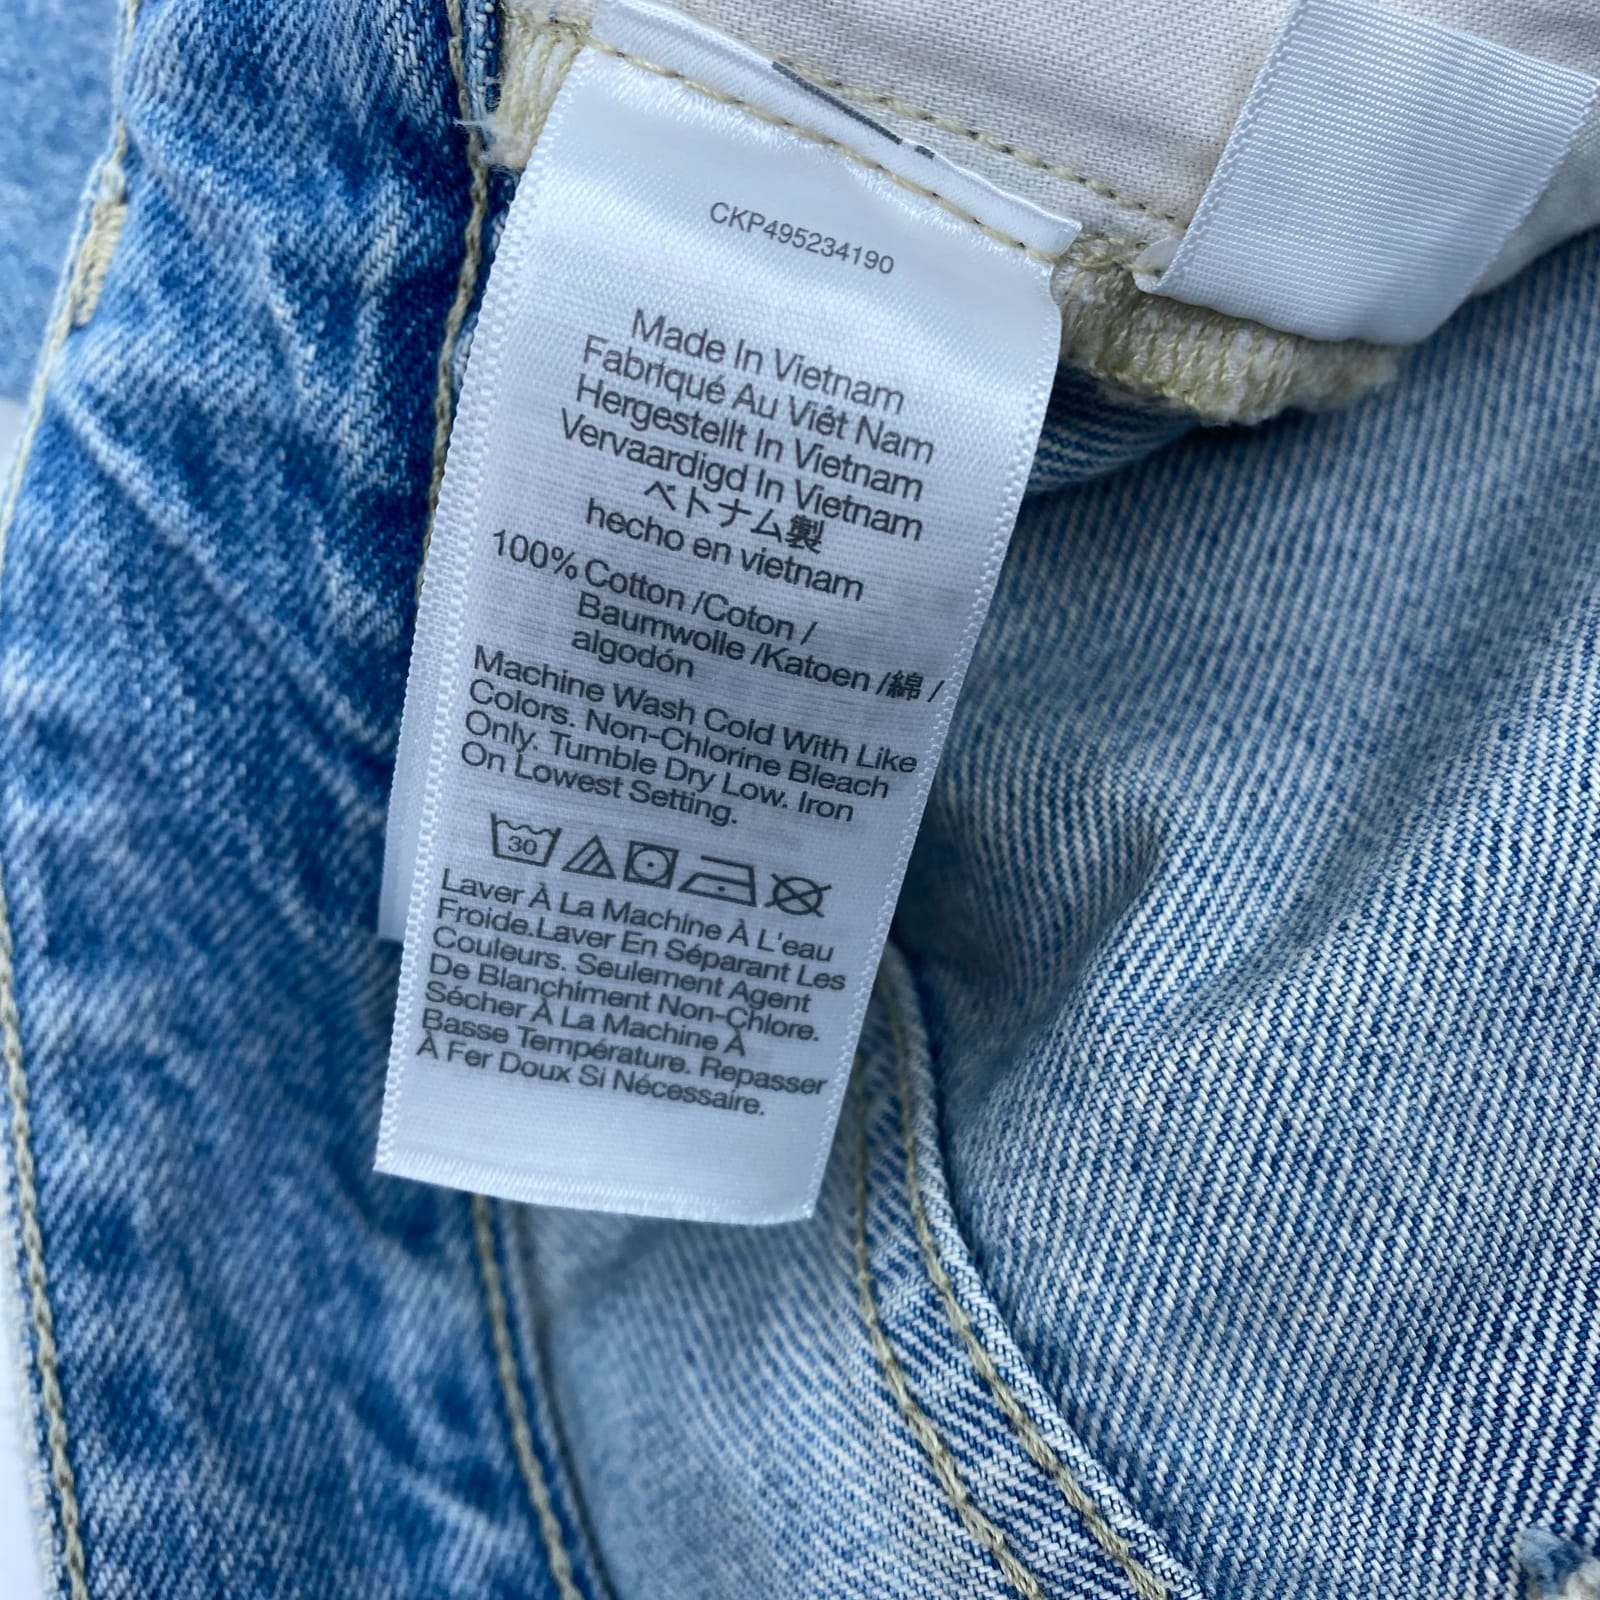 CKP495234190
Made In Vietnam
Fabriqué Au Viêt Nam
Hergestellt In Vietnam
Vervaardigd In Vietnam
ベトナム製
hecho en vietnam
100% Cotton /Coton /
Baumwolle /Katoen /綿 /
algodón
Machine Wash Cold With Like
Colors. Non-Chlorine Bleach
Only. Tumble Dry Low. Iron
On Lowest Setting.
30
Laver À La Machine À L'eau
Froide.Laver En Séparant Les
Couleurs. Seulement Agent
De Blanchiment Non-Chlore.
Sécher À La Machine À
Basse Température. Repasser
À Fer Doux Si Nécessaire.